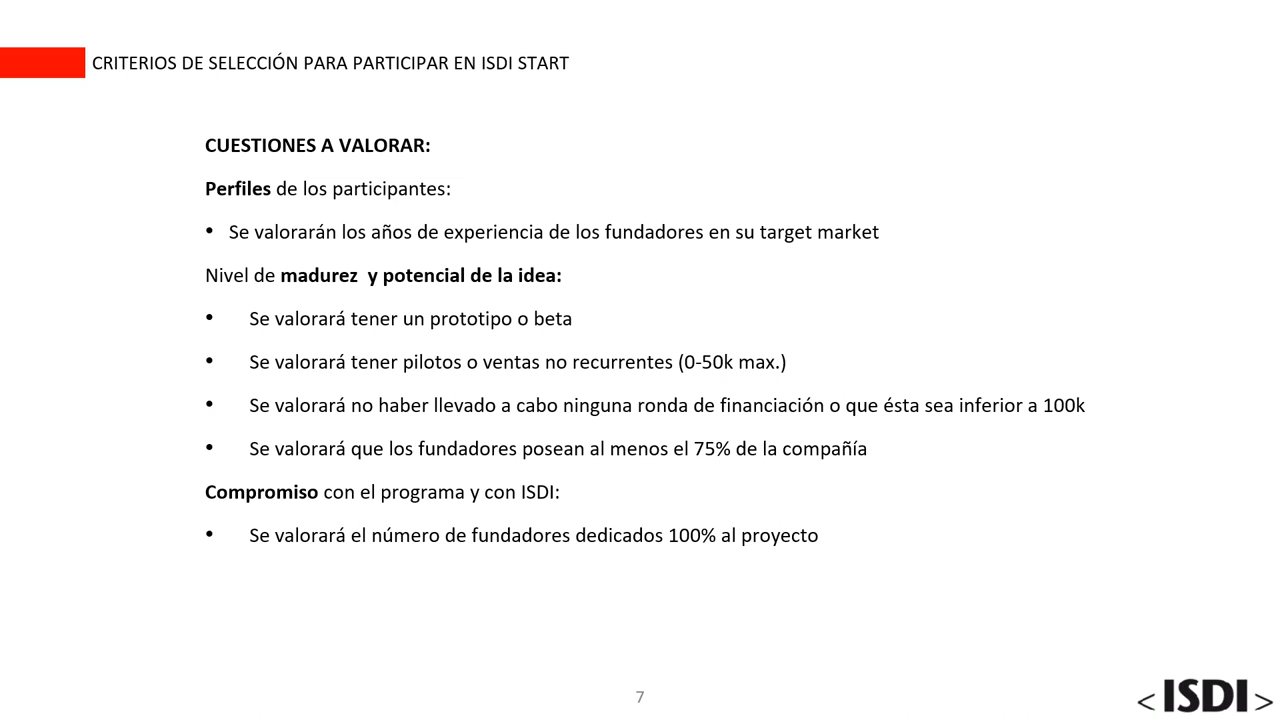 CRITERIOS DE SELECCIÓN PARA PARTICIPAR EN ISDI START
CUESTIONES A VALORAR:
Perfiles de los participantes:
• Se valorarán los años de experiencia de los fundadores en su target market
Nivel de madurez  y potencial de la idea:
• Se valorará tener un prototipo o beta
• Se valorará tener pilotos o ventas no recurrentes (0-50k max.)
• Se valorará no haber llevado a cabo ninguna ronda de financiación o que ésta sea inferior a 100k
• Se valorará que los fundadores posean al menos el 75% de la compañía
Compromiso con el programa y con ISDI:
• Se valorará el número de fundadores dedicados 100% al proyecto
7
<ISDI>